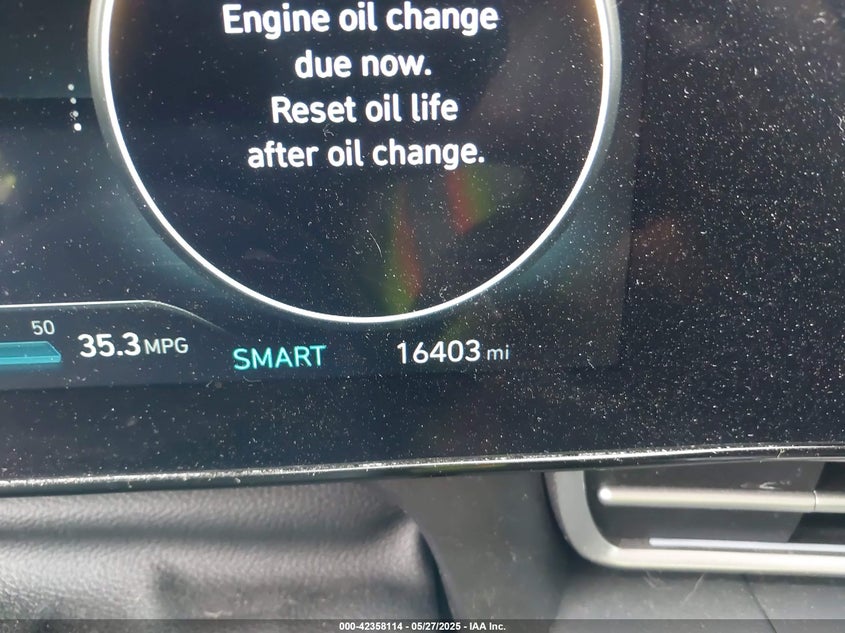 Engine oil change
due now.
Reset oil life
after oil change.
50
35.3 MPG
SMART
16403 mi
000-42358114 - 05/27/2025 - IAA Inc.